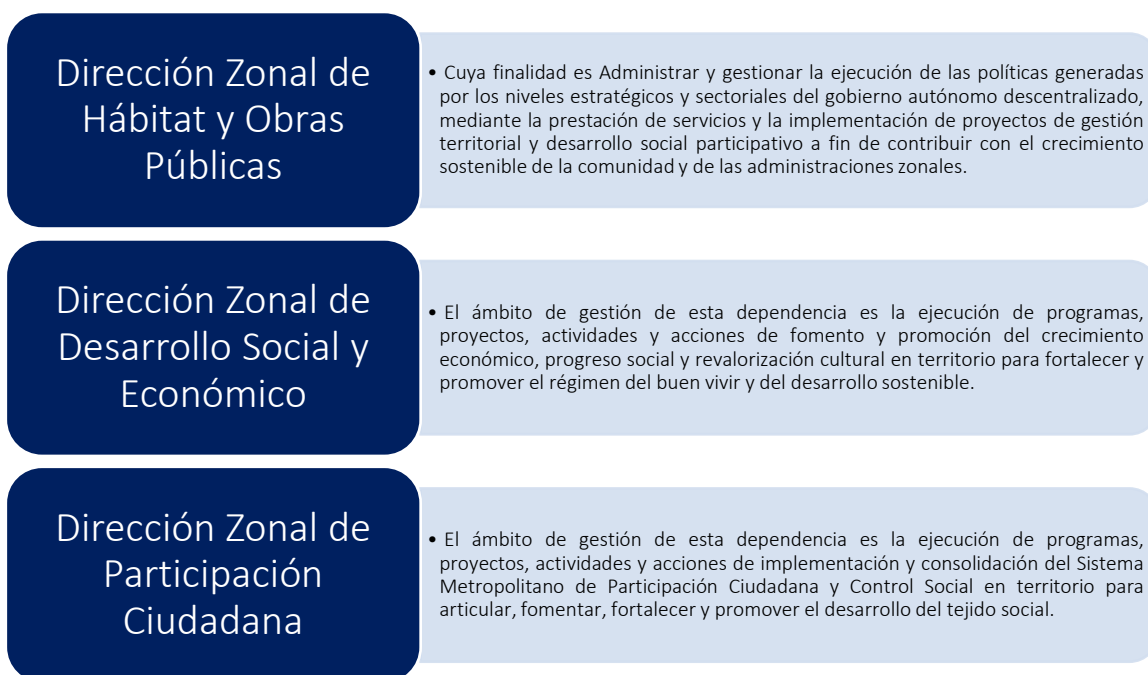 Dirección Zonal de
Hábitat y Obras
Públicas
• Cuya finalidad es Administrar y gestionar la ejecución de las políticas generadas
por los niveles estratégicos y sectoriales del gobierno autónomo descentralizado,
mediante la prestación de servicios y la implementación de proyectos de gestión
territorial y desarrollo social participativo a fin de contribuir con el crecimiento
sostenible de la comunidad y de las administraciones zonales.
Dirección Zonal de
Desarrollo Social y
Económico
• El ámbito de gestión de esta dependencia es la ejecución de programas,
proyectos, actividades y acciones de fomento y promoción del crecimiento
económico, progreso social y revalorización cultural en territorio para fortalecer y
promover el régimen del buen vivir y del desarrollo sostenible.
Dirección Zonal de
Participación
Ciudadana
• El ámbito de gestión de esta dependencia es la ejecución de programas,
proyectos, actividades y acciones de implementación y consolidación del Sistema
Metropolitano de Participación Ciudadana y Control Social en territorio para
articular, fomentar, fortalecer y promover el desarrollo del tejido social.